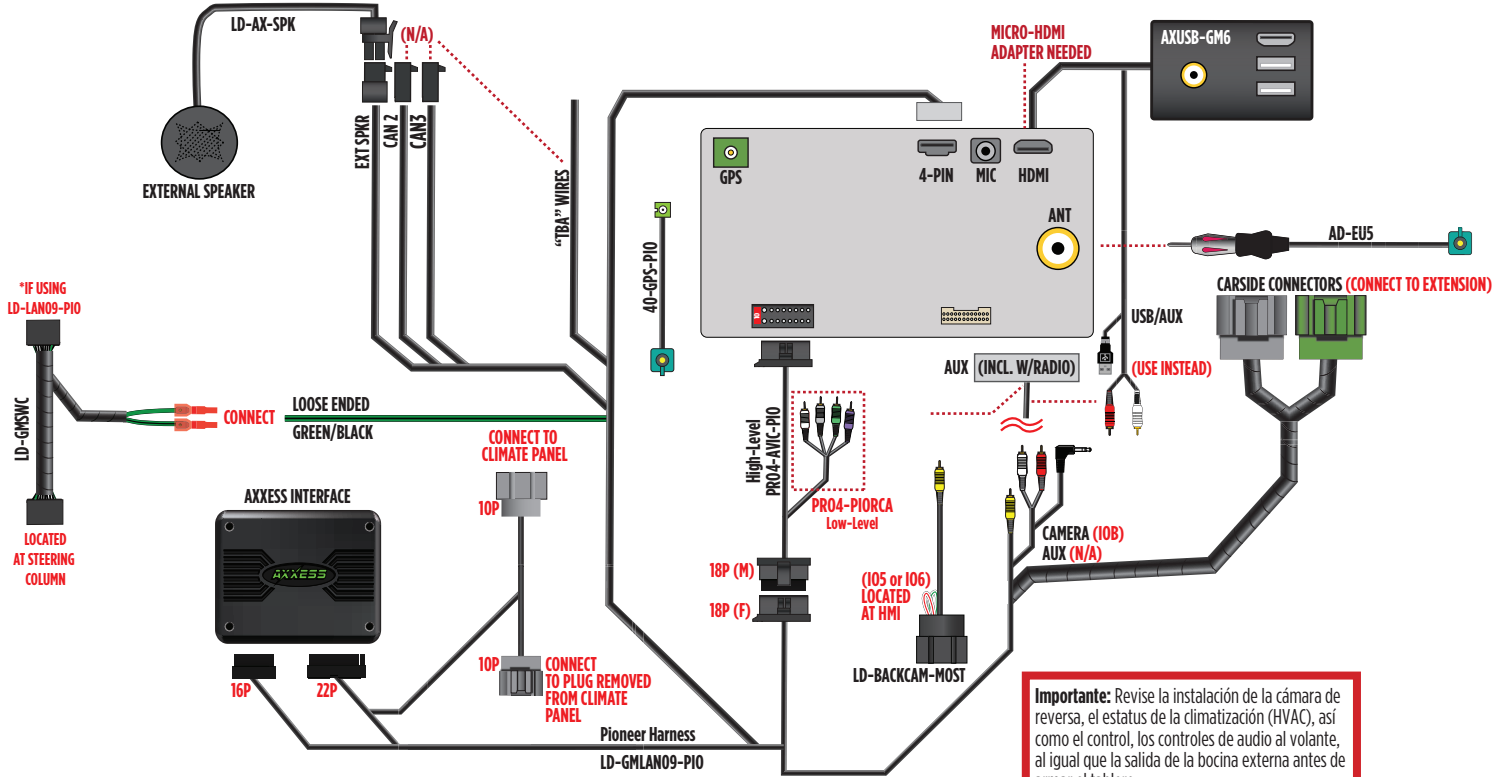 LD-AX-SPK
(N/A)
MICRO-HDMI
ADAPTER NEEDED
AXUSB-GM6
EXTERNAL SPEAKER
EXT SPKR
CAN 2
CAN3
"TBA" WIRES
40-GPS-PIO
GPS
4-PIN
MIC
HDMI
ANT
AD-EU5
CARSIDE CONNECTORS (CONNECT TO EXTENSION)
*IF USING
LD-LAN09-PIO
LD-GMSWC
CONNECT
LOOSE ENDED
GREEN/BLACK
LOCATED
AT STEERING
COLUMN
USB/AUX
(USE INSTEAD)
AUX (INCL. W/RADIO)
High-Level
PRO4-AVIC-PIO
PRO4-PIORCA
Low-Level
CONNECT TO
CLIMATE PANEL
10P
AXXESS INTERFACE
AXXESS
16P
22P
10P
CONNECT
TO PLUG REMOVED
FROM CLIMATE
PANEL
18P (M)
18P (F)
(IO5 or IO6)
LOCATED
AT HMI
LD-BACKCAM-MOST
CAMERA (IOB)
AUX (N/A)
Pioneer Harness
LD-GMLAN09-PIO
Importante: Revise la instalación de la cámara de
reversa, el estatus de la climatización (HVAC), así
como el control, los controles de audio al volante,
al igual que la salida de la bocina externa antes de